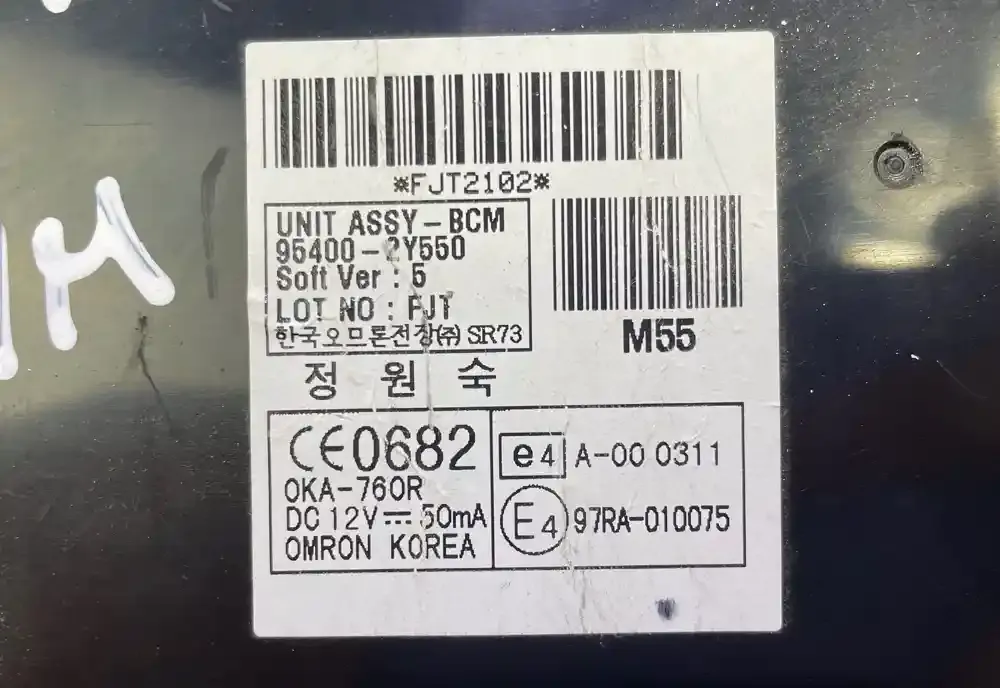 *FJT2102*
UNIT ASSY-BCM
95400-2Y550
Soft Ver : 5
LOT NO : FJT
한국오므론전장㈜ SR73
M55
정 원 숙
CE0682
OKA-760R
DC 12V⎓50mA
OMRON KOREA
e4 A-00 0311
E4 97RA-010075